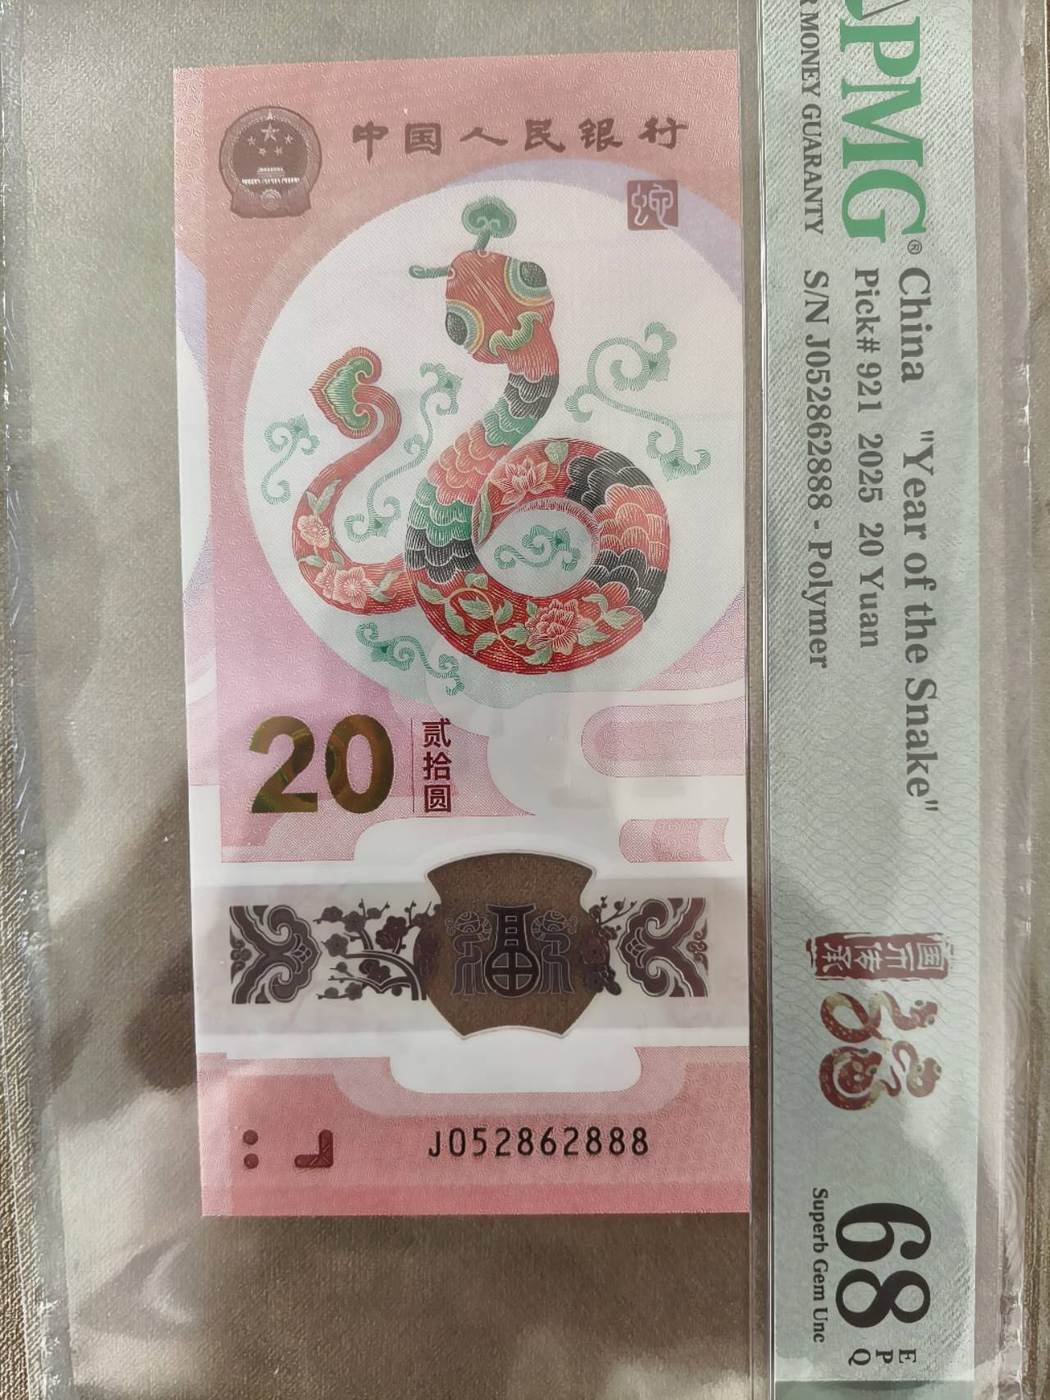 中国人民银行
蛇
20
贰拾圆
福
J052862888
PMG
MONEY GUARANTY
China "Year of the Snake"
Pick# 921 2025 20 Yuan
S/N J052862888 - Polymer
68
EPQ
Superb Gem Unc